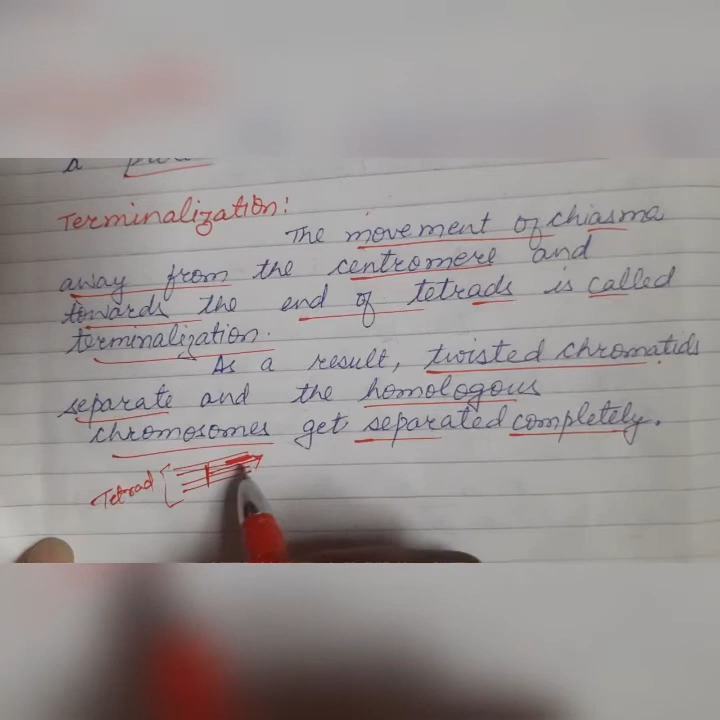 a
Terminalization:
The movement of chiasma
away from the centromere and
towards the end of tetrads is called
terminalization.
As a result, twisted chromatids
separate and the homologous
chromosomes get separated completely.
Tetrad